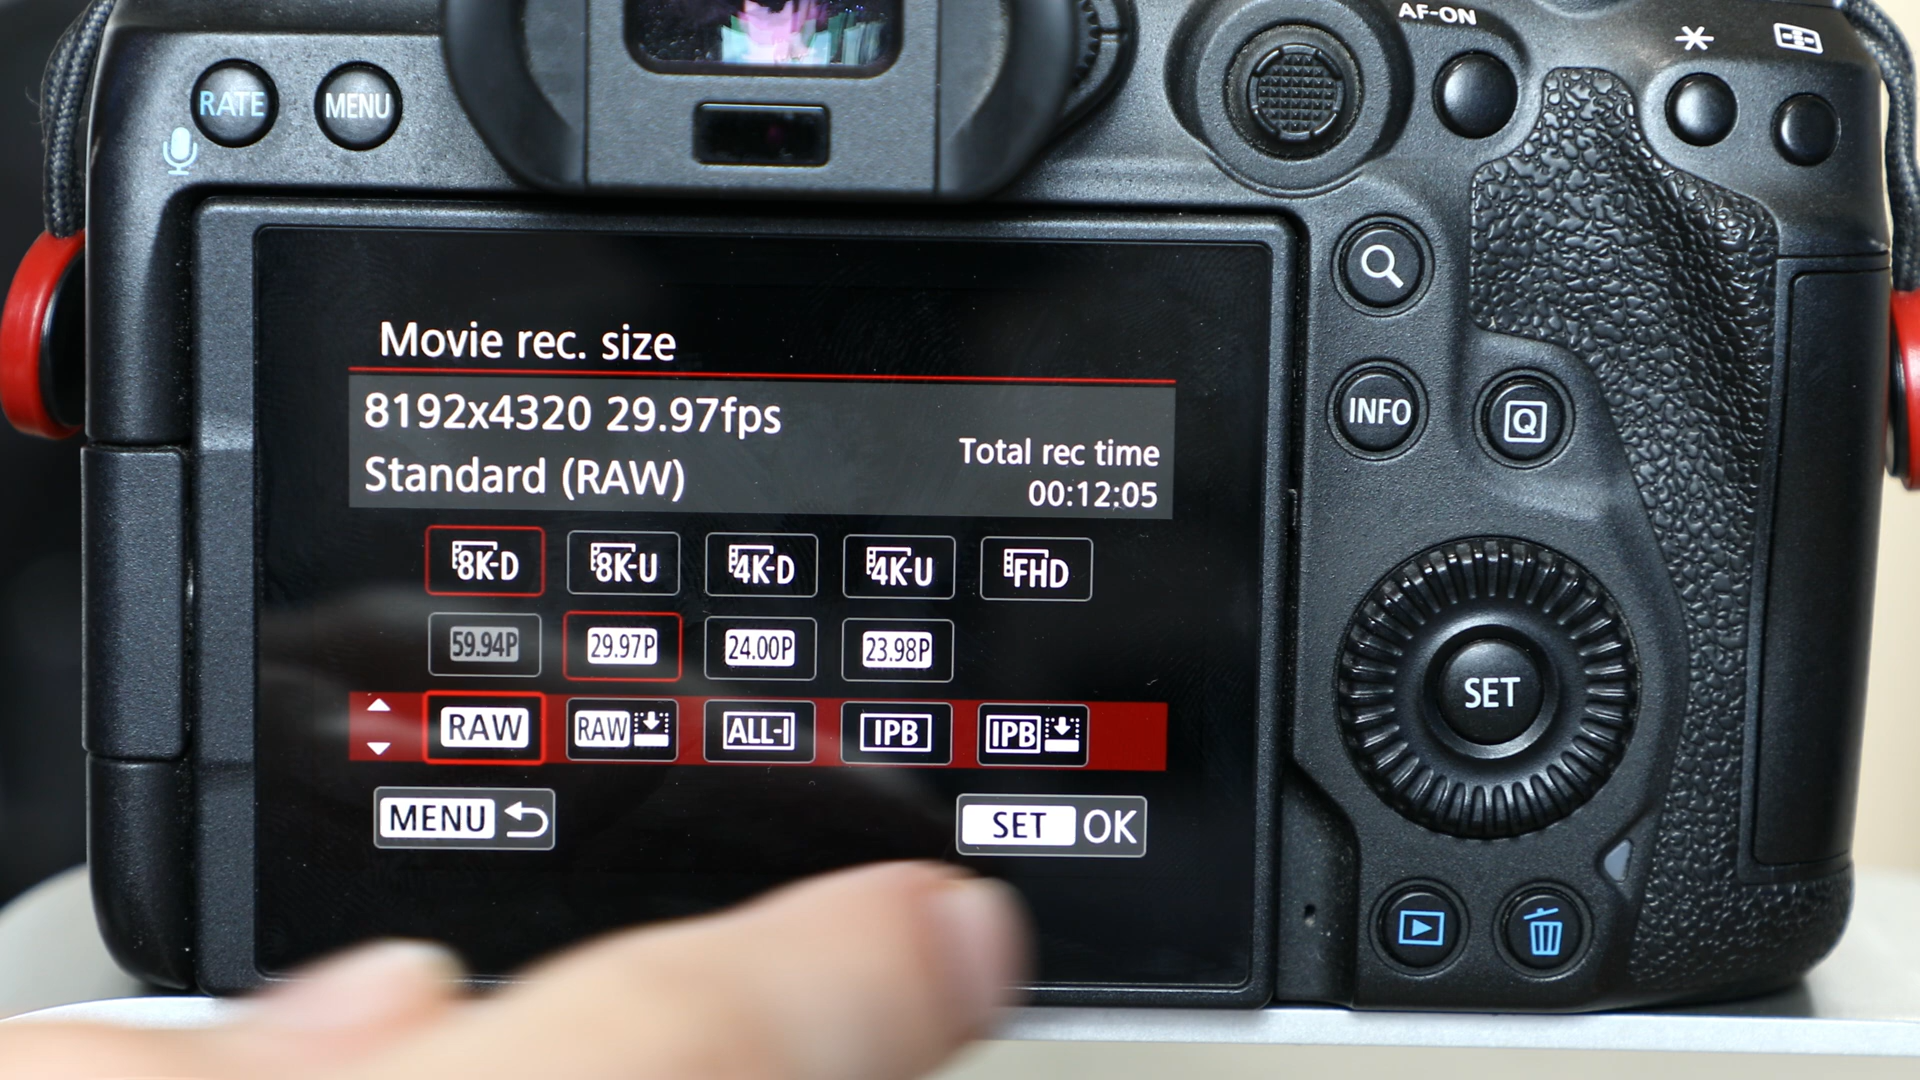 AF-ON
RATE MENU
Movie rec. size
8192x4320 29.97fps
Standard (RAW)
Total rec time
00:12:05
8K-D 8K-U 4K-D 4K-U FHD
59.94P 29.97P 24.00P 23.98P
RAW RAW ALL-I IPB IPB
MENU SET OK
INFO Q
SET